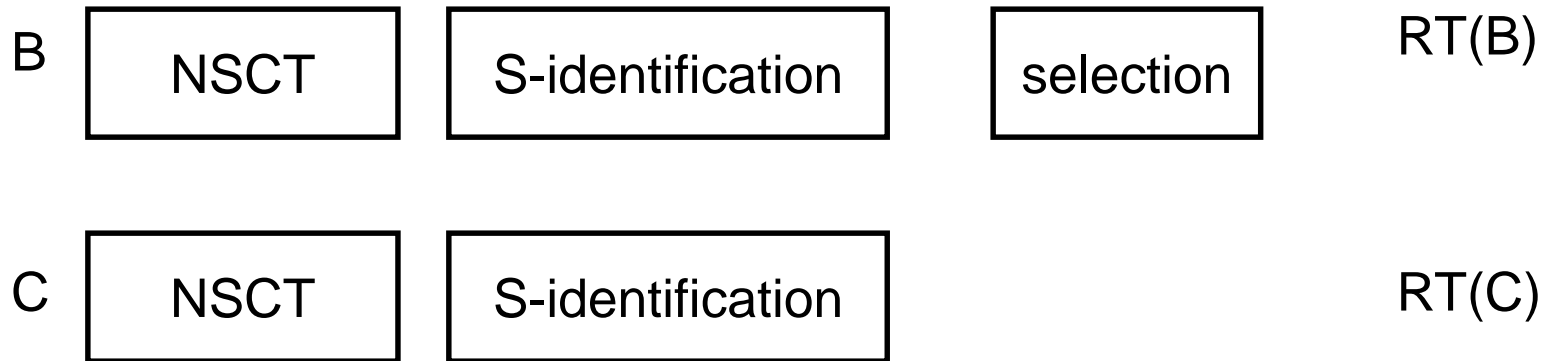 B NSCT S-identification selection RT(B)
C NSCT S-identification RT(C)